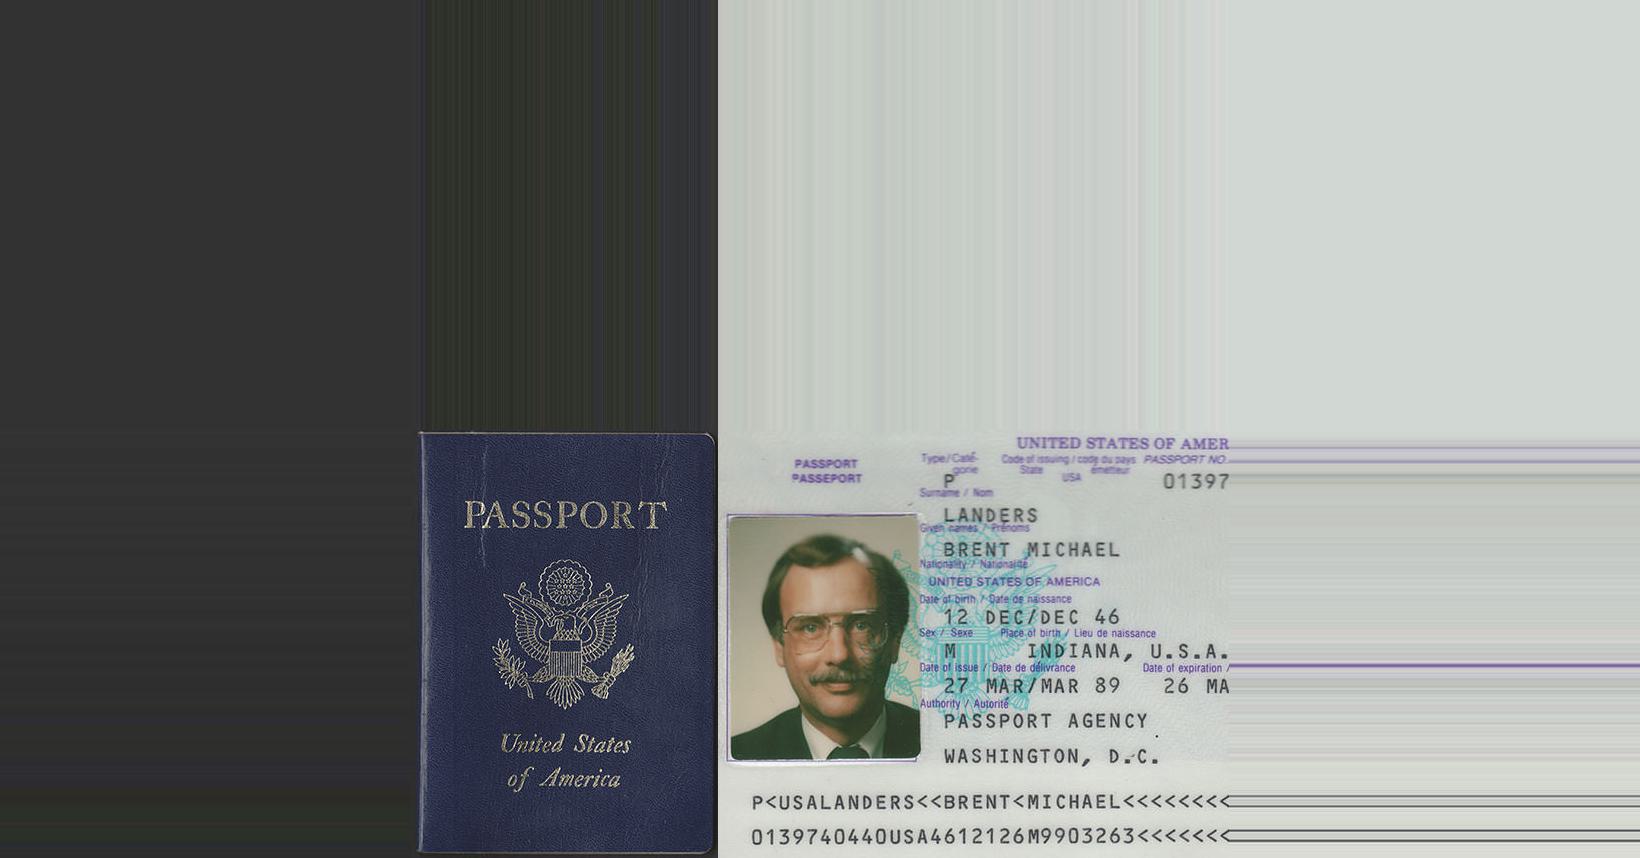 PASSPORT
United States
of America
UNITED STATES OF AMER
PASSPORT
PASSEPORT
Type/Caté-
gorie
Code of issuing / code du pays
State émetteur
PASSPORT NO.
P
USA
01397
Surname / Nom
LANDERS
Given names / Prénoms
BRENT MICHAEL
Nationality / Nationalité
UNITED STATES OF AMERICA
Date of birth / Date de naissance
12 DEC/DEC 46
Sex / Sexe Place of birth / Lieu de naissance
M INDIANA, U.S.A.
Date of issue / Date de délivrance Date of expiration /
27 MAR/MAR 89 26 MA
Authority / Autorité
PASSPORT AGENCY
WASHINGTON, D.C.
P<USALANDERS<<BRENT<MICHAEL<<<<<<<<
0139740440USA4612126M9903263<<<<<<<